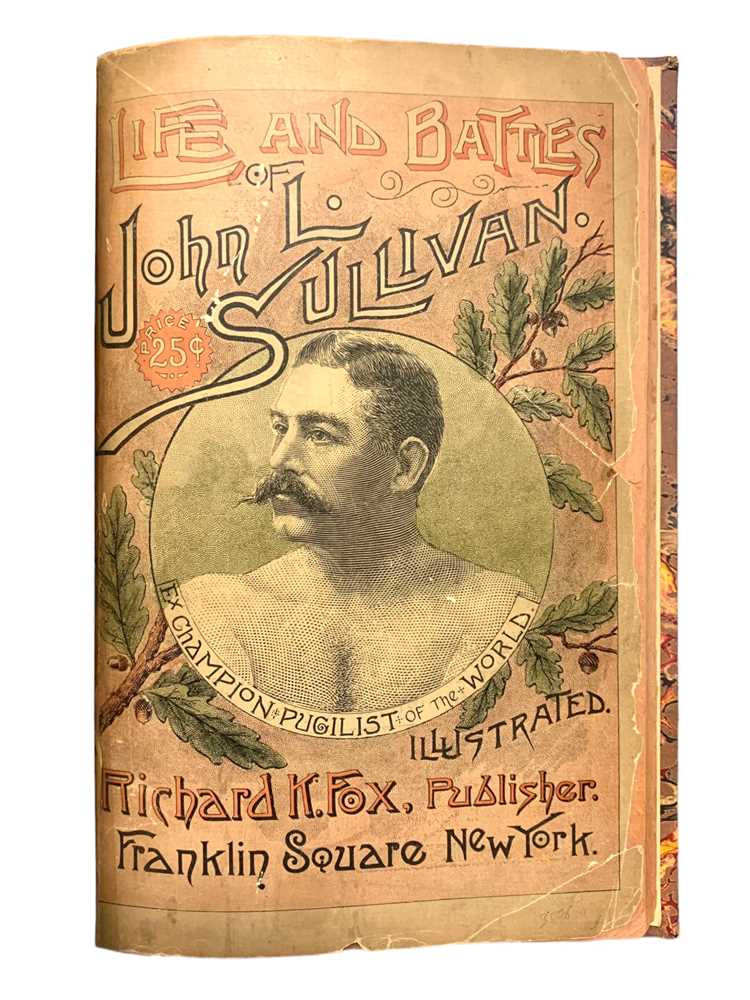 LIFE AND BATTLES
OF
John L.
SULLIVAN.
PRICE
25¢
EX CHAMPION PUGILIST OF THE WORLD.
ILLUSTRATED.
Richard K. Fox, Publisher.
Franklin Square New York.